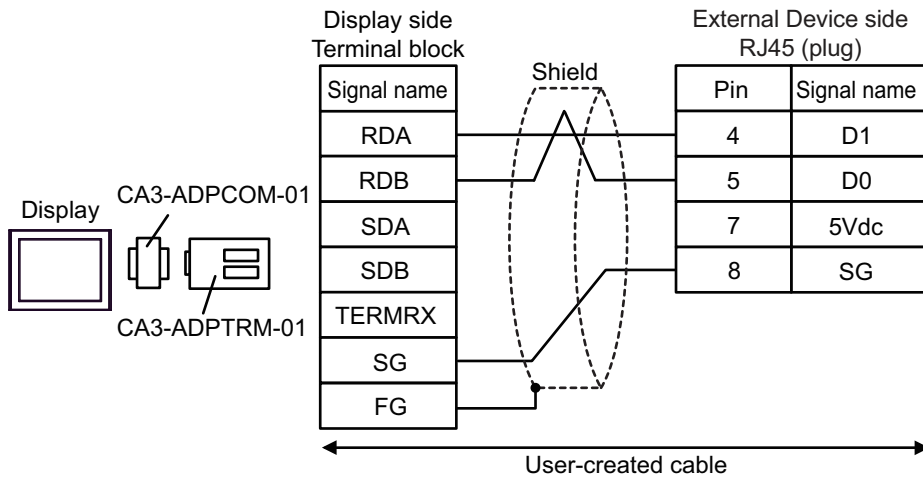 Display side
Terminal block
External Device side
RJ45 (plug)
Shield
Signal name
RDA
RDB
SDA
SDB
TERMRX
SG
FG
Pin Signal name
4 D1
5 D0
7 5Vdc
8 SG
Display
CA3-ADPCOM-01
CA3-ADPTRM-01
User-created cable